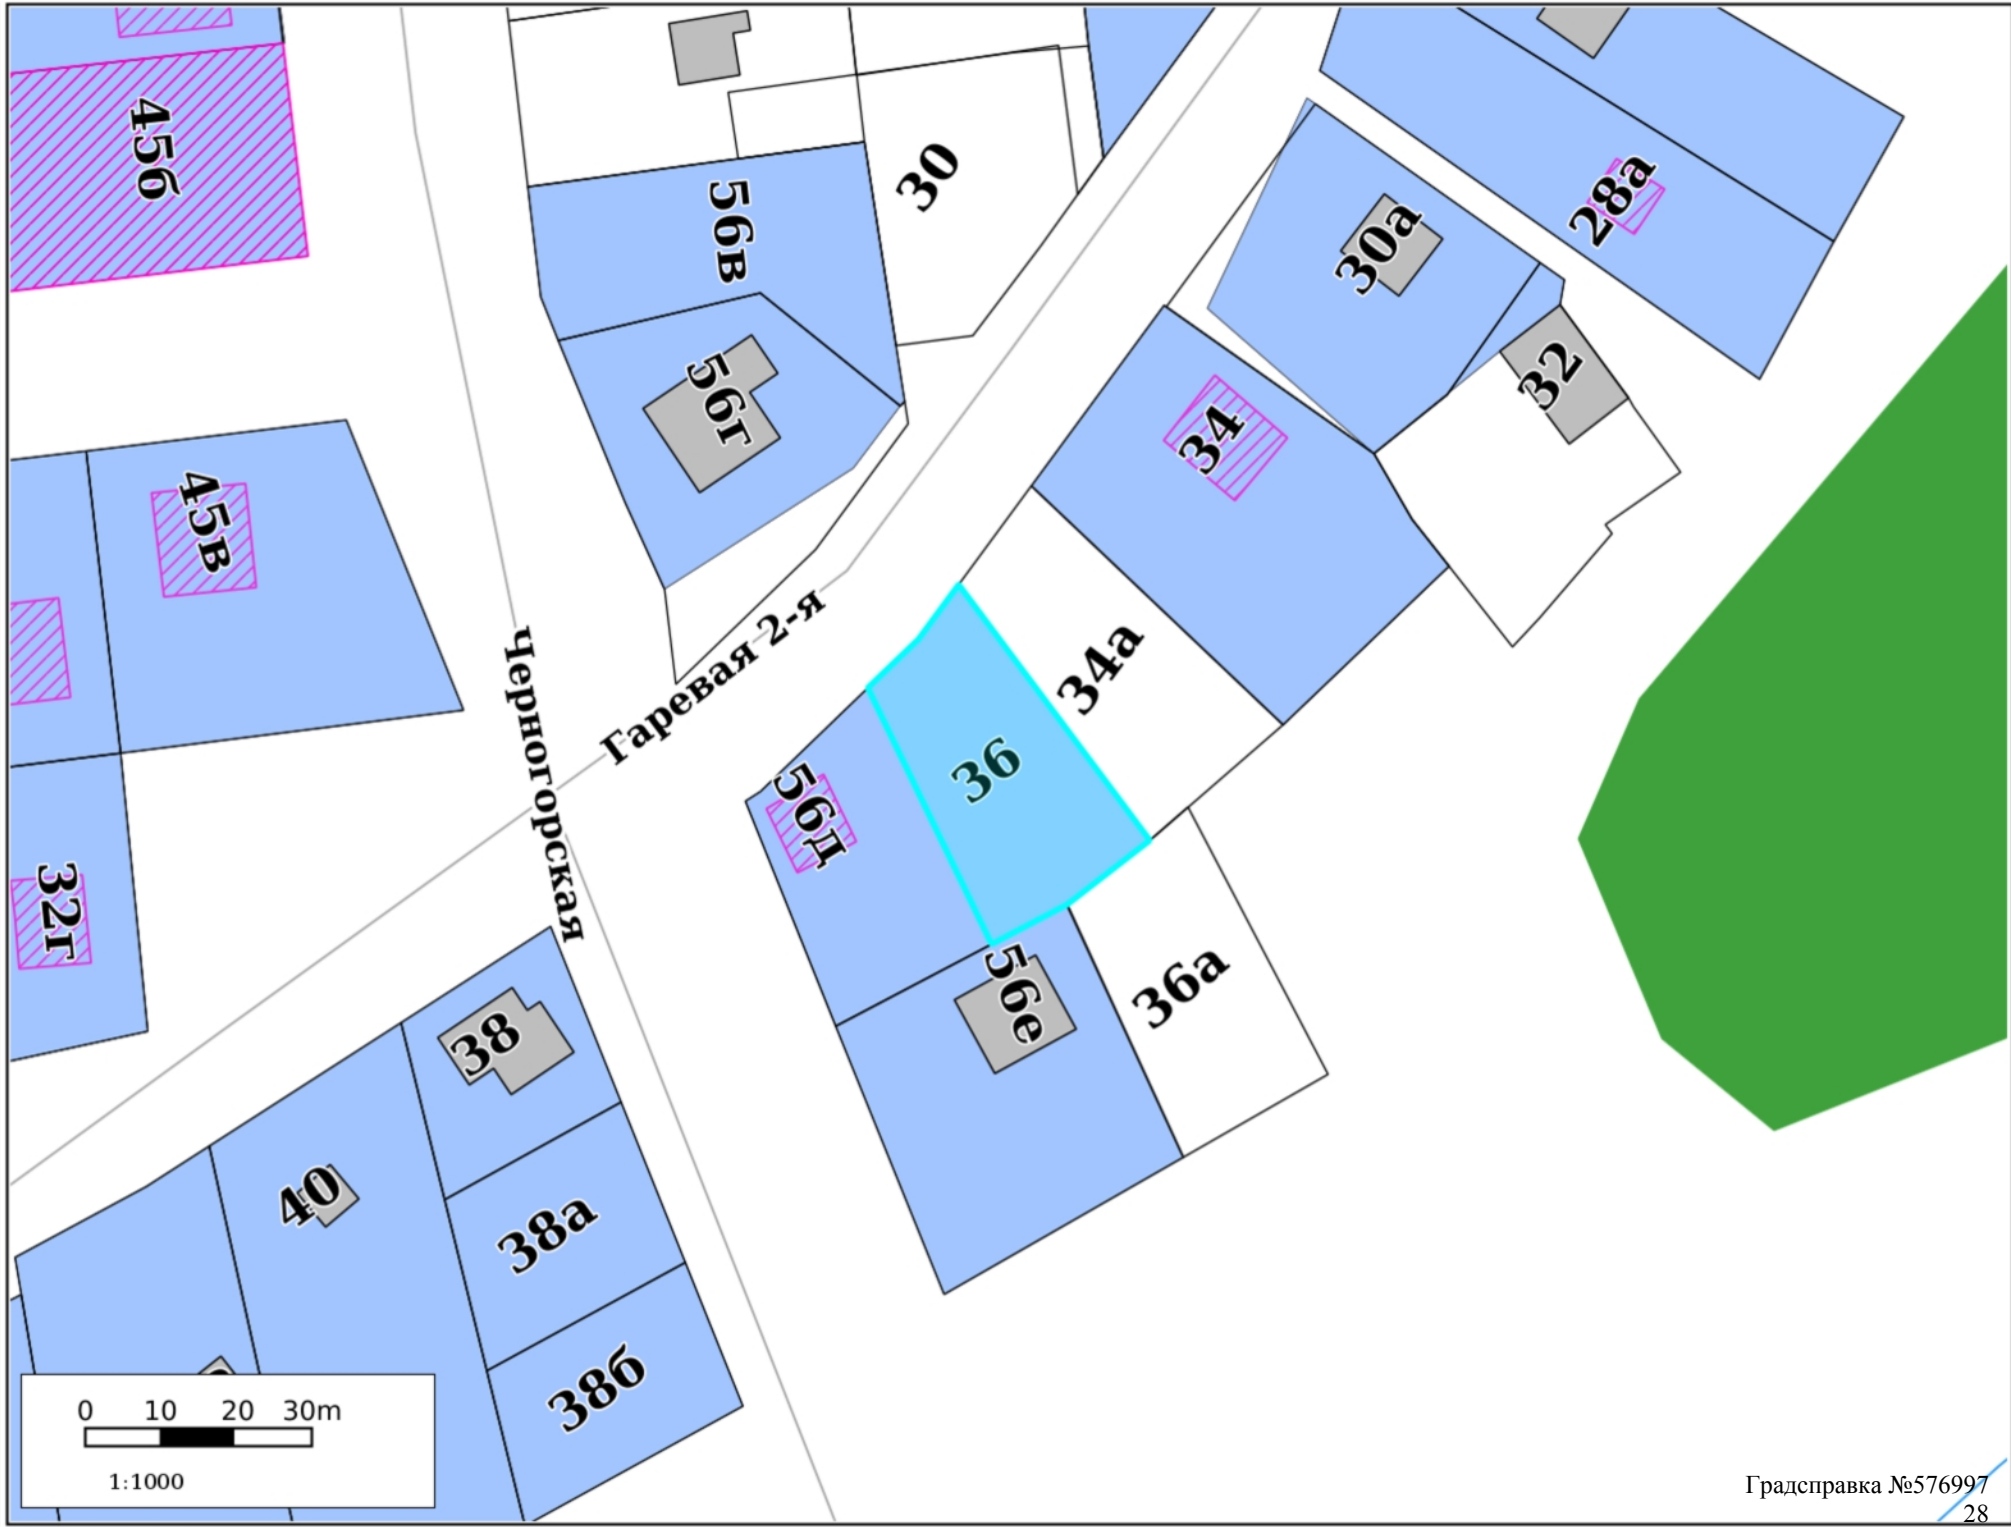 45б
56в
30
28а
30а
32
56г
34
45в
Черногорская
Гаревая 2-я
34а
36
56д
32г
56е
36а
38
40
38а
38б
0 10 20 30m
1:1000
Градсправка №576997
28